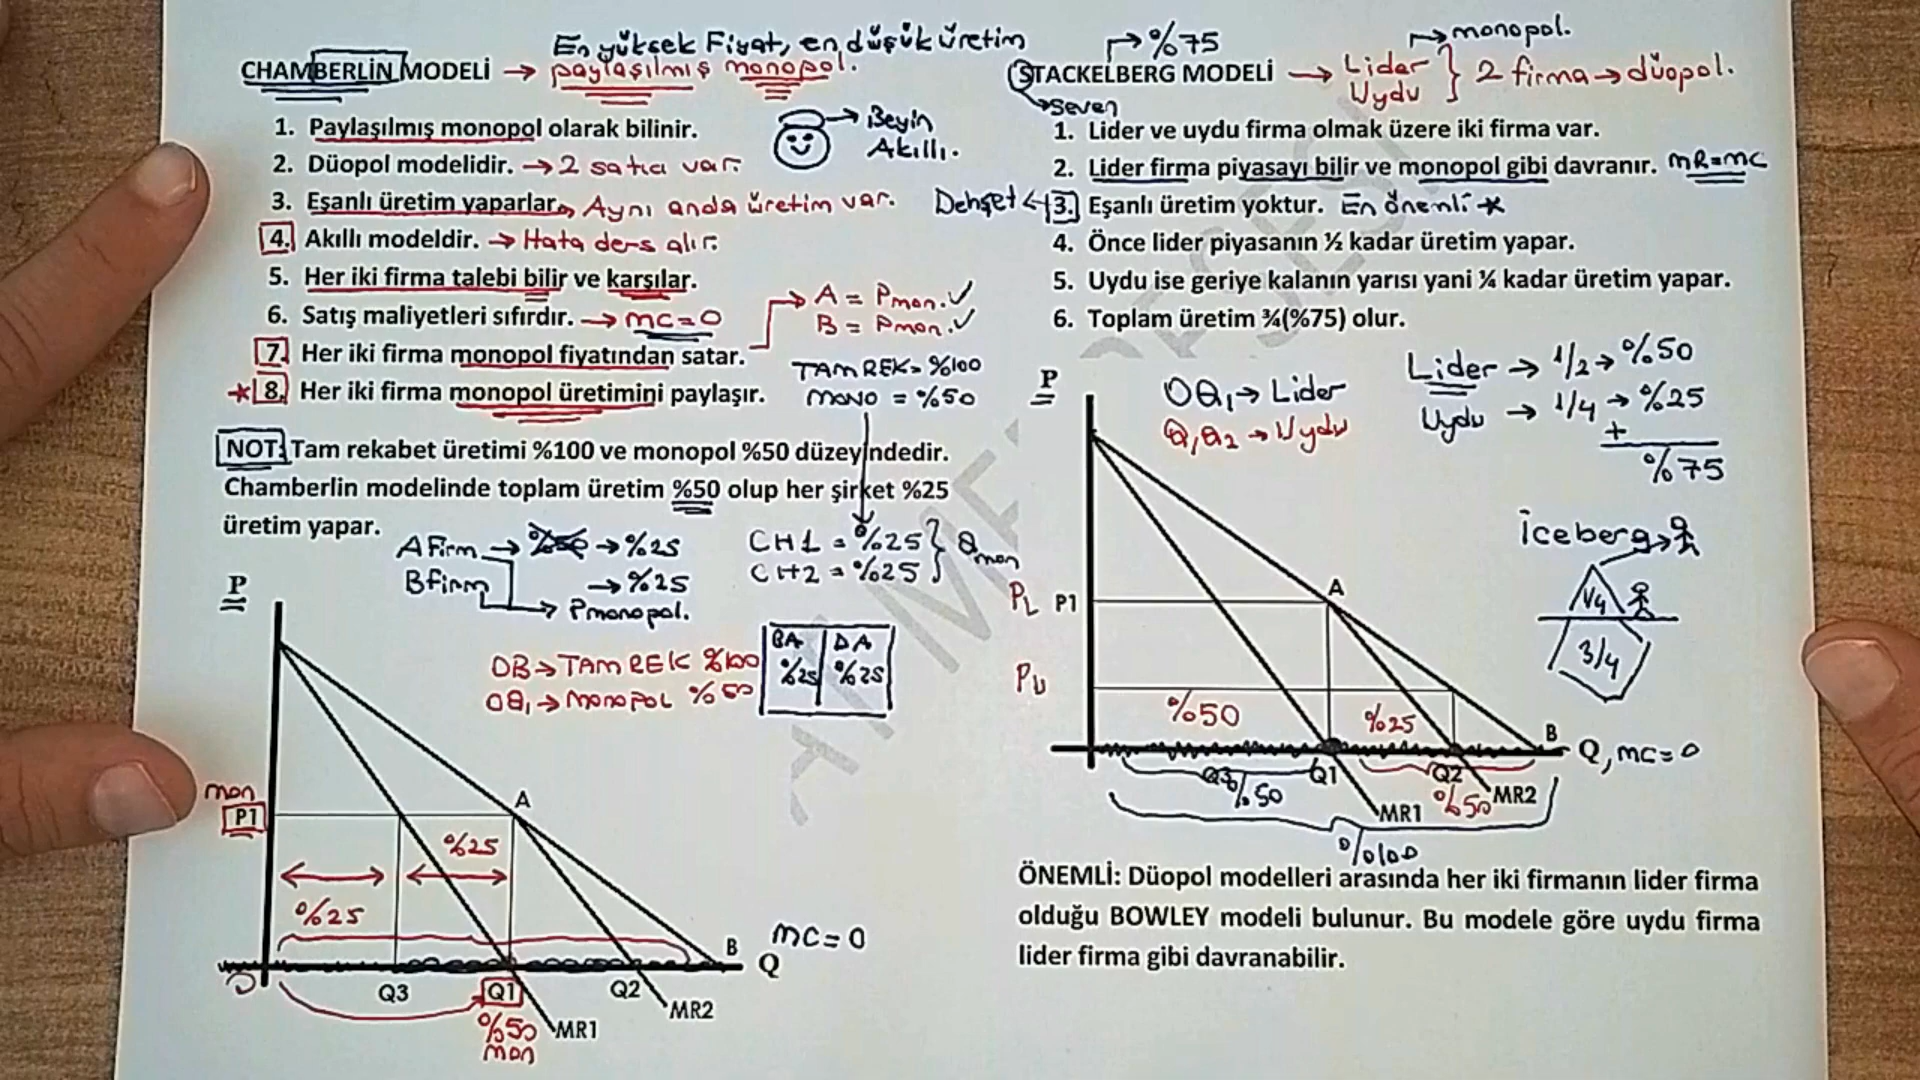 En yüksek Fiyat, en düşük üretim
CHAMBERLİN MODELİ → paylaşılmış monopol.
Beyin
Akıllı.
1. Paylaşılmış monopol olarak bilinir.
2. Düopol modelidir. → 2 satıcı var.
3. Eşanlı üretim yaparlar → Aynı anda üretim var.
4. Akıllı modeldir. → Hata ders alır.
5. Her iki firma talebi bilir ve karşılar.
6. Satış maliyetleri sıfırdır. → mc=0
A = Pmon. ✓
B = Pmon. ✓
7. Her iki firma monopol fiyatından satar.
* 8. Her iki firma monopol üretimini paylaşır.
TAM REK = %100
mono = %50
NOT: Tam rekabet üretimi %100 ve monopol %50 düzeyindedir.
Chamberlin modelinde toplam üretim %50 olup her şirket %25
üretim yapar.
A Firm → %50 → %25
B firm → %25
→ Pmonopol.
CH1 = %25
CH2 = %25 } Qmon
P
OB → TAM REK %100
OQ1 → monopol %50
BA DA
%25 %25
A
mon
P1
%25
%25
B
mc=0
Q
O
Q3
Q1
Q2
MR2
MR1
%50
mon
→ %75
→ monopol.
STACKELBERG MODELİ → Lider
Uydu } 2 firma → düopol.
→ seven
1. Lider ve uydu firma olmak üzere iki firma var.
2. Lider firma piyasayı bilir ve monopol gibi davranır. mR=mc
Dehşet ← 3. Eşanlı üretim yoktur. En önemli *
4. Önce lider piyasanın ½ kadar üretim yapar.
5. Uydu ise geriye kalanın yarısı yani ¼ kadar üretim yapar.
6. Toplam üretim ¾(%75) olur.
P
OQ1 → Lider
Q1Q2 → Uydu
Lider → 1/2 → %50
Uydu → 1/4 → %25
+
%75
iceberg →
1/4
3/4
A
PL P1
PU
%50
%25
B
Q, mc=0
Q3
%50
Q1
Q2
%50
MR2
MR1
%100
ÖNEMLİ: Düopol modelleri arasında her iki firmanın lider firma
olduğu BOWLEY modeli bulunur. Bu modele göre uydu firma
lider firma gibi davranabilir.